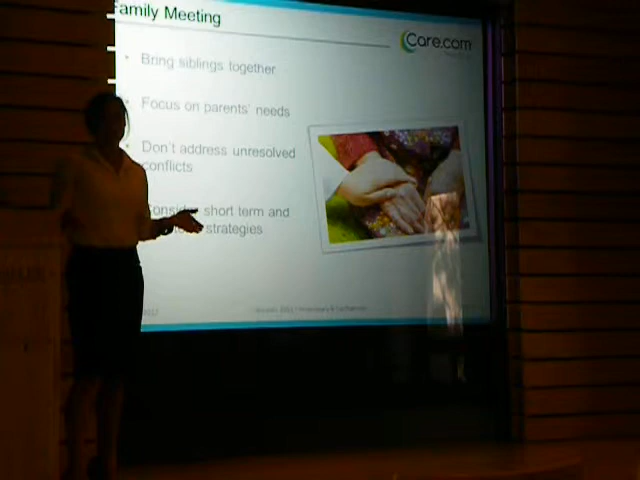 Family Meeting
Care.com
• Bring siblings together
• Focus on parents' needs
• Don't address unresolved
conflicts
Consider short term and
strategies